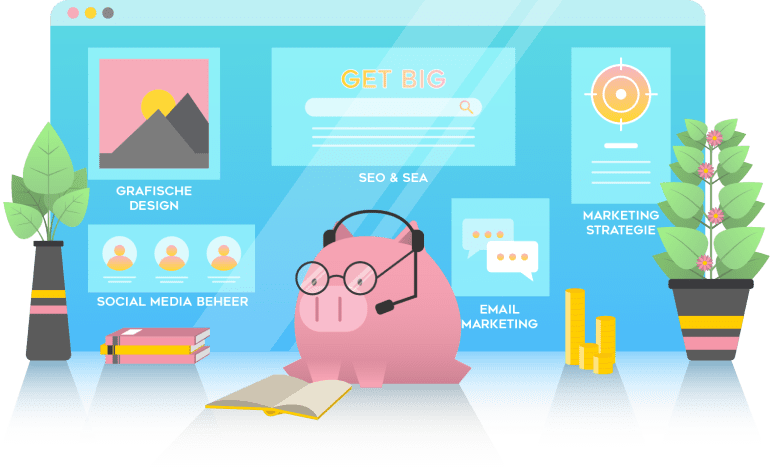 GET BIG
SEO & SEA
GRAFISCHE
DESIGN
MARKETING
STRATEGIE
SOCIAL MEDIA BEHEER
EMAIL
MARKETING